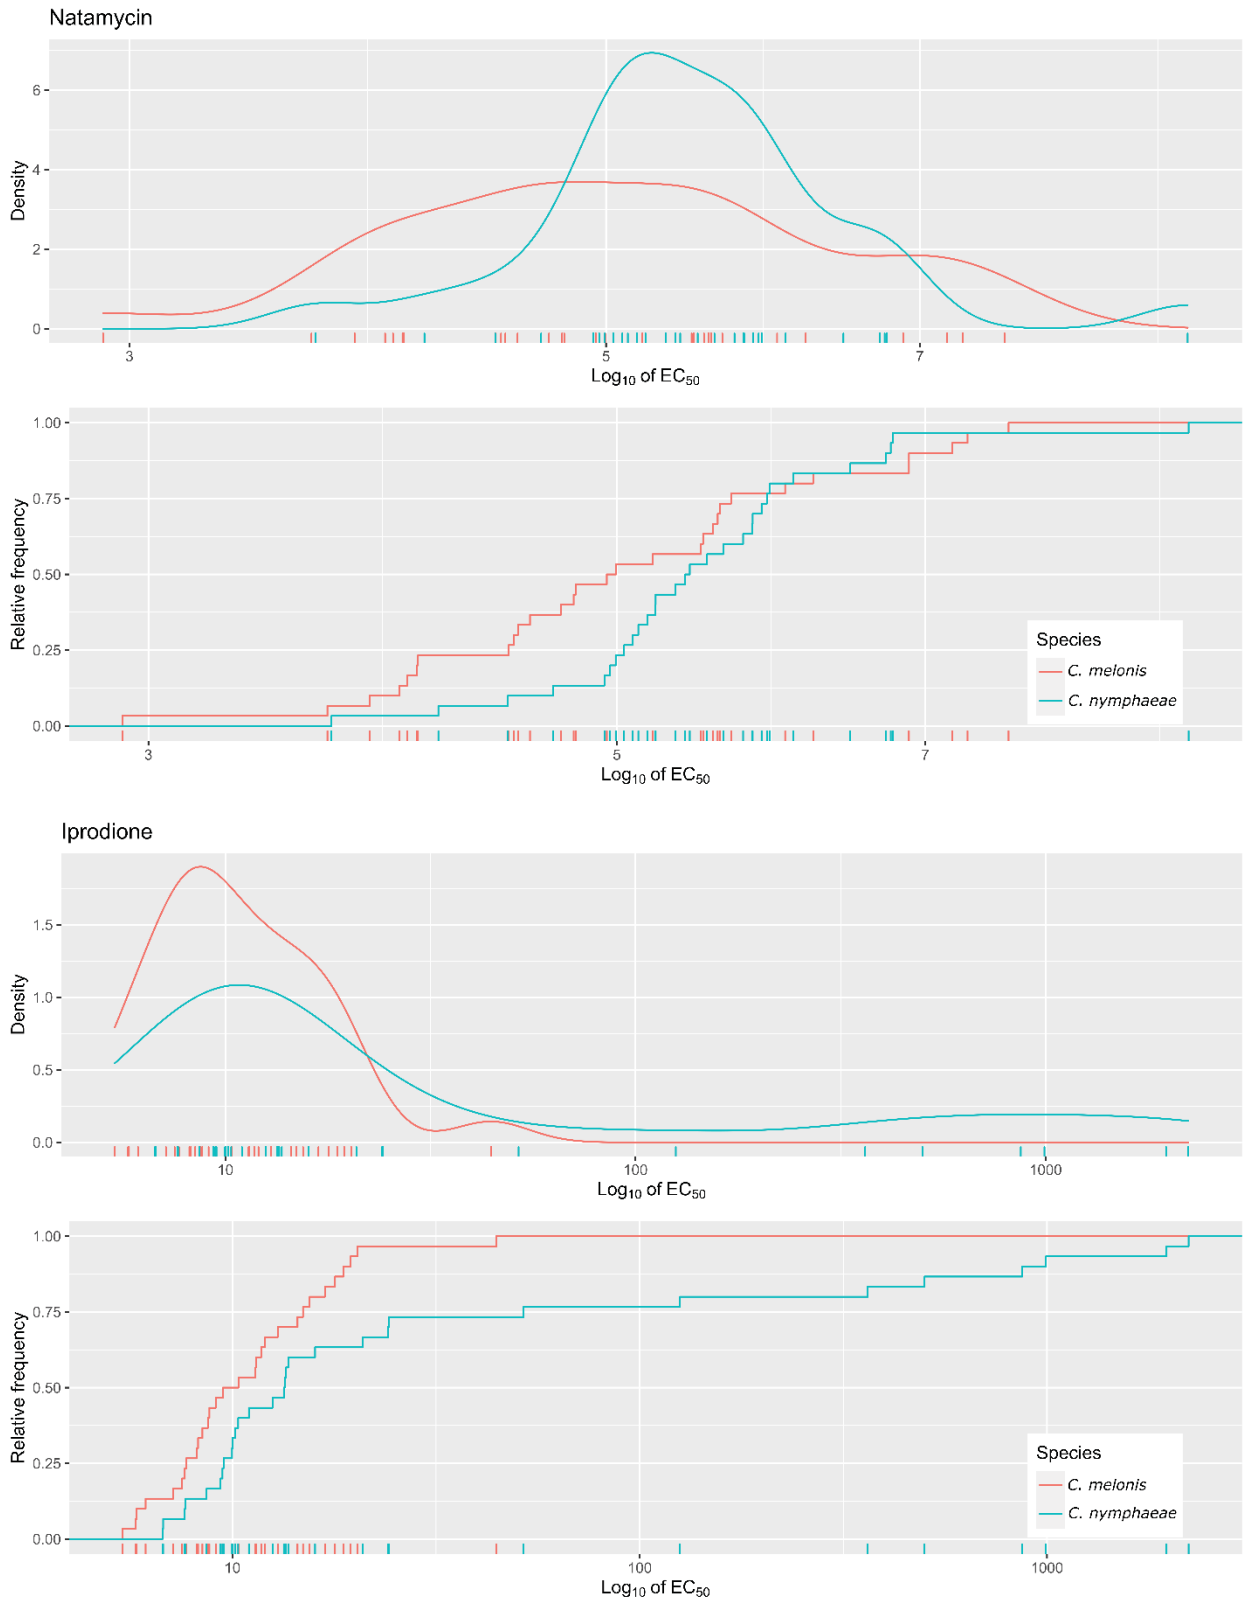 Natamycin
6
4
2
0
Density
3 5 7
Log10 of EC50
1.00
0.75
0.50
0.25
0.00
Relative frequency
Species
C. melonis
C. nymphaeae
3 5 7
Log10 of EC50
Iprodione
1.5
1.0
0.5
0.0
Density
10 100 1000
Log10 of EC50
1.00
0.75
0.50
0.25
0.00
Relative frequency
Species
C. melonis
C. nymphaeae
10 100 1000
Log10 of EC50